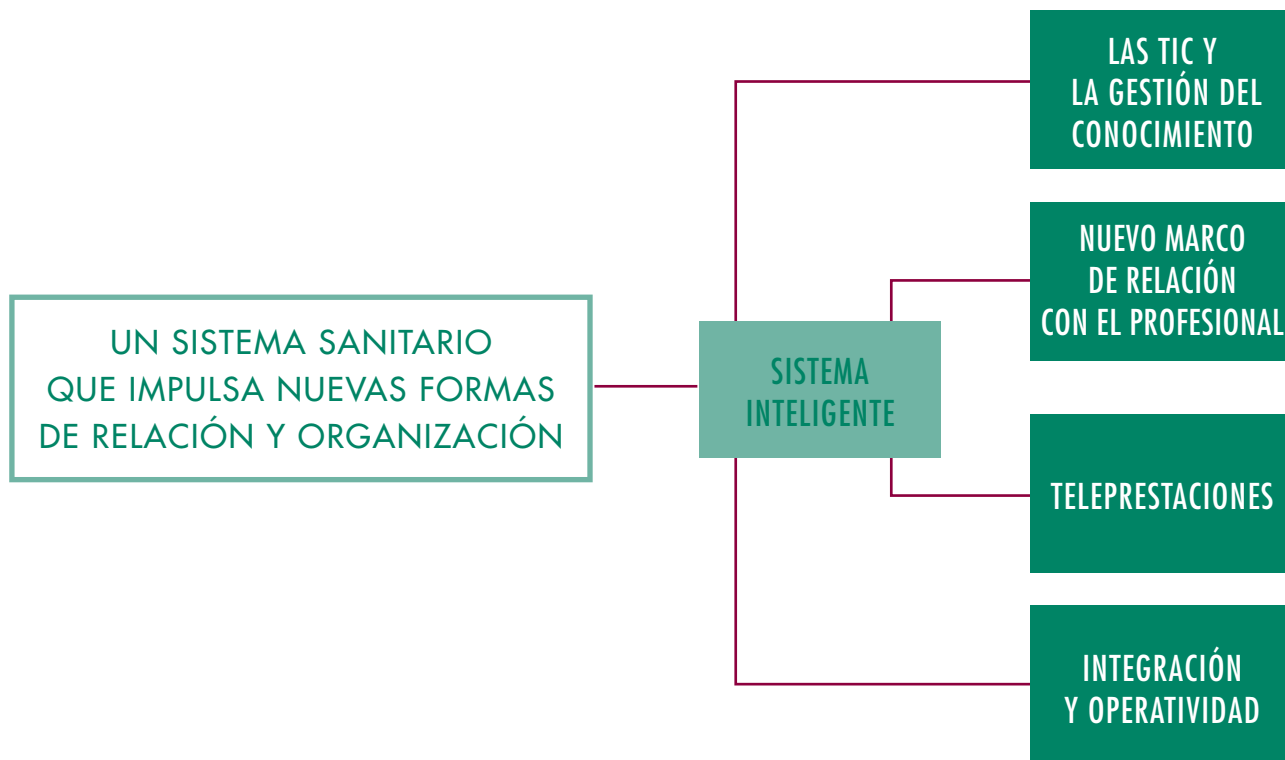 UN SISTEMA SANITARIO
QUE IMPULSA NUEVAS FORMAS
DE RELACIÓN Y ORGANIZACIÓN
SISTEMA
INTELIGENTE
LAS TIC Y
LA GESTIÓN DEL
CONOCIMIENTO
NUEVO MARCO
DE RELACIÓN
CON EL PROFESIONAL
TELEPRESTACIONES
INTEGRACIÓN
Y OPERATIVIDAD